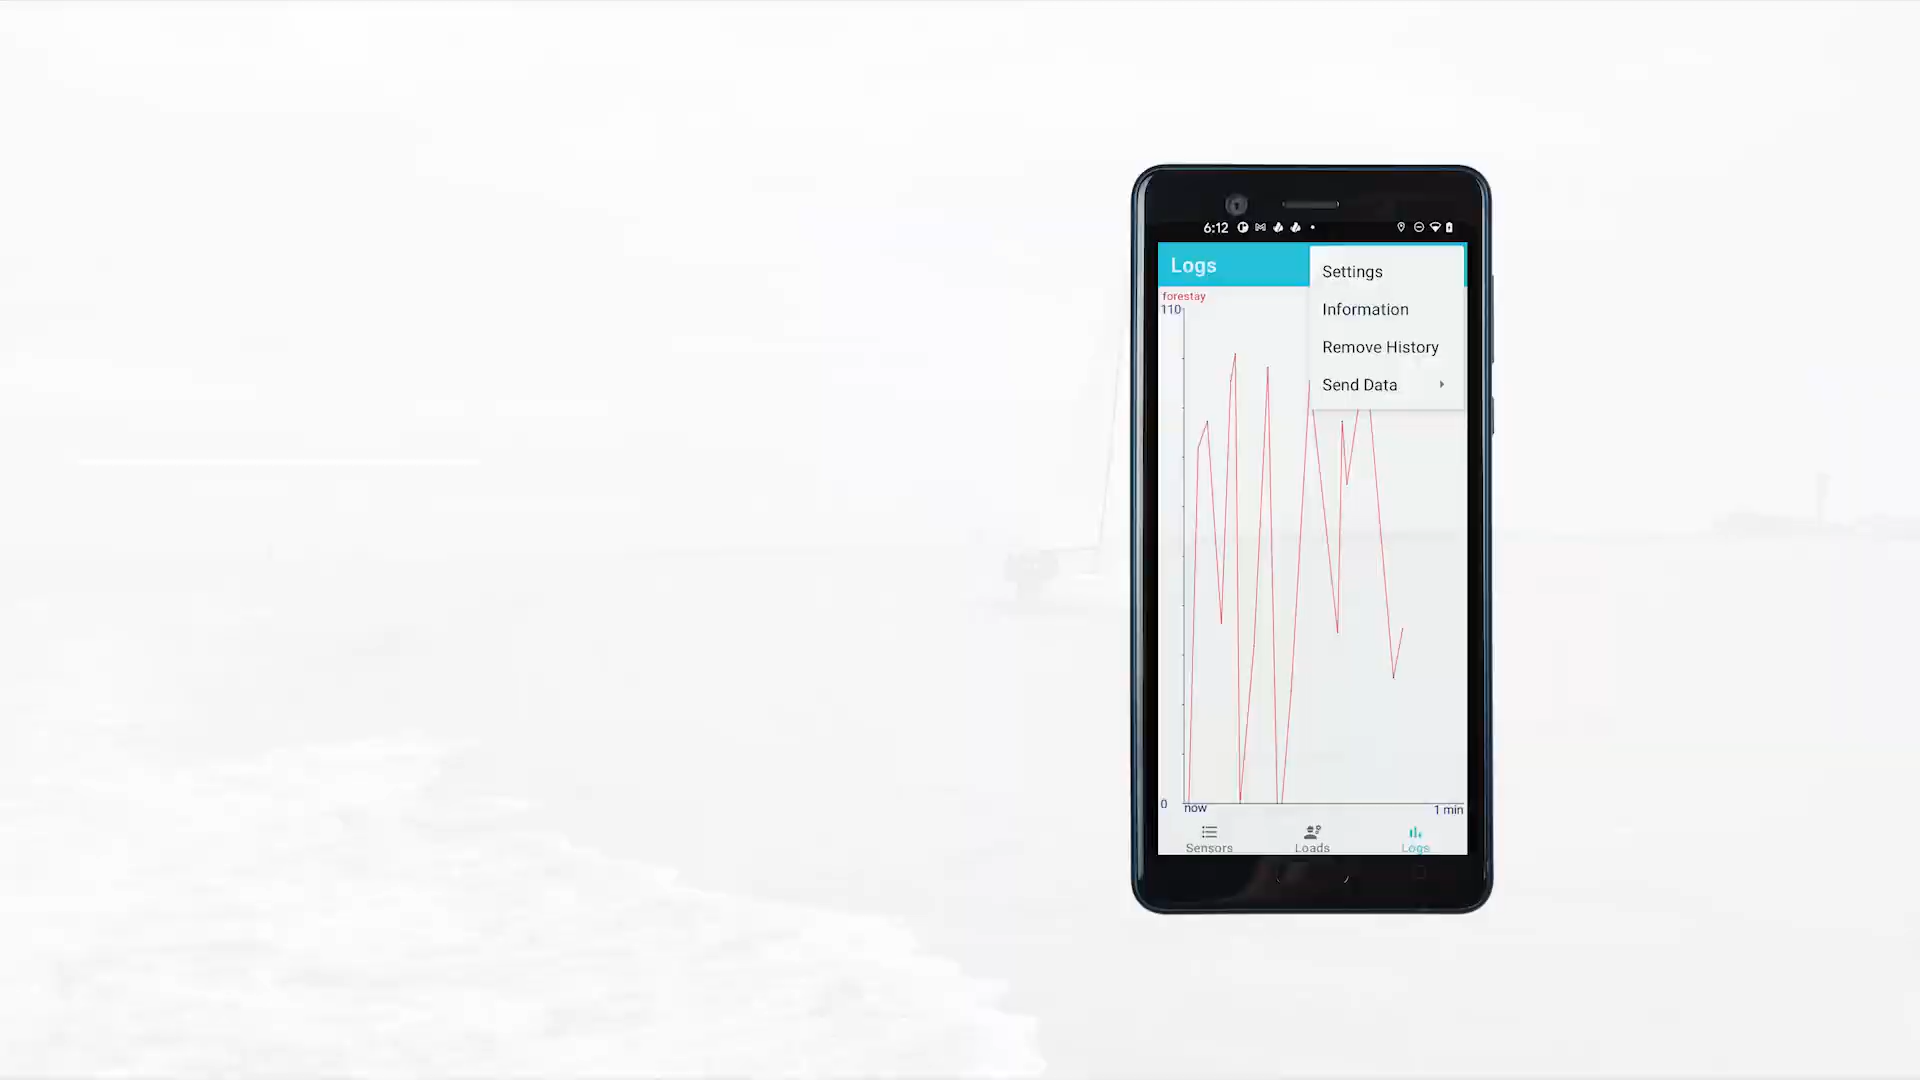 6:12
Logs
Settings
Information
Remove History
Send Data
forestay
110
0
now
1 min
Sensors
Loads
Logs